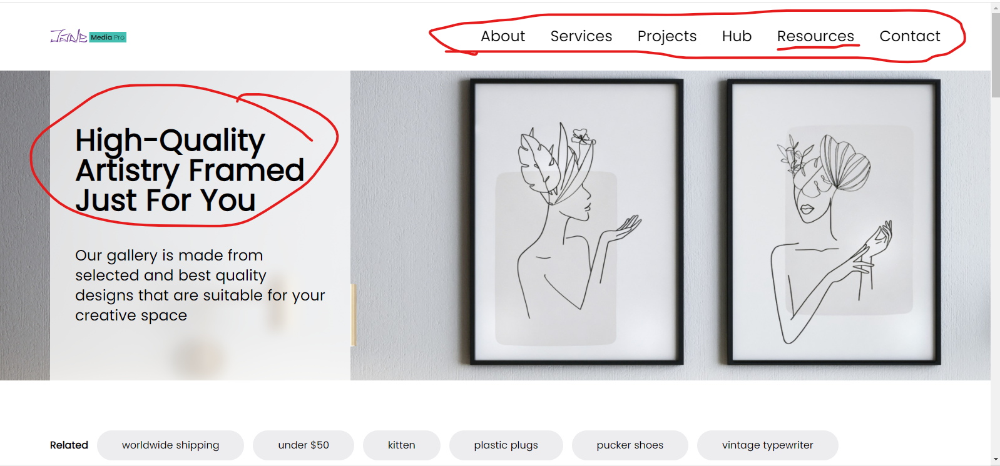 Jane Media Pro
About Services Projects Hub Resources Contact
High-Quality
Artistry Framed
Just For You
Our gallery is made from
selected and best quality
designs that are suitable for your
creative space
Related worldwide shipping under $50 kitten plastic plugs pucker shoes vintage typewriter